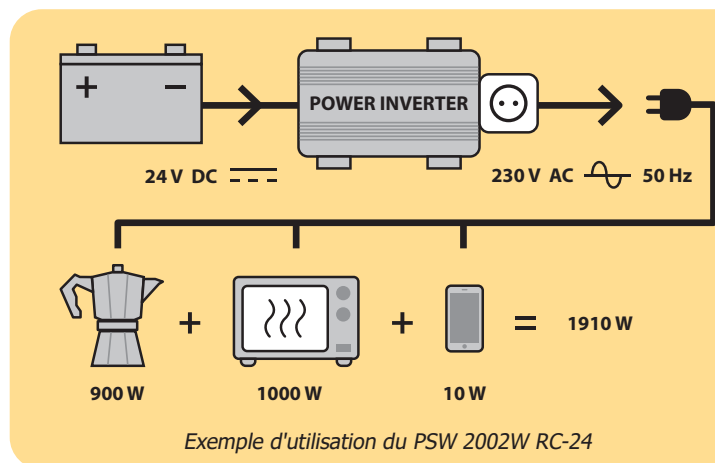 + −
POWER INVERTER
24 V DC
230 V AC 50 Hz
+ + = 1910 W
900 W 1000 W 10 W
Exemple d'utilisation du PSW 2002W RC-24